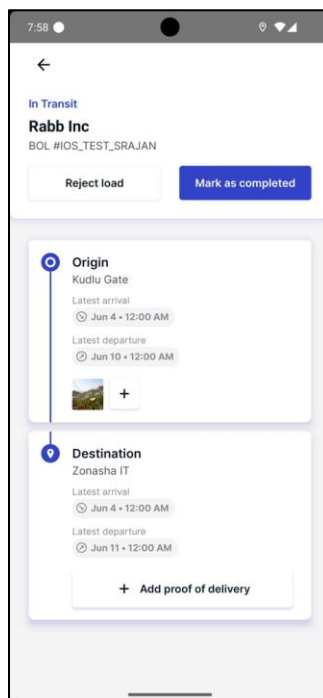 7:58
In Transit
Rabb Inc
BOL #IOS_TEST_SRAJAN
Reject load
Mark as completed
Origin
Kudlu Gate
Latest arrival
Jun 4 • 12:00 AM
Latest departure
Jun 10 • 12:00 AM
+
Destination
Zonasha IT
Latest arrival
Jun 4 • 12:00 AM
Latest departure
Jun 11 • 12:00 AM
+ Add proof of delivery